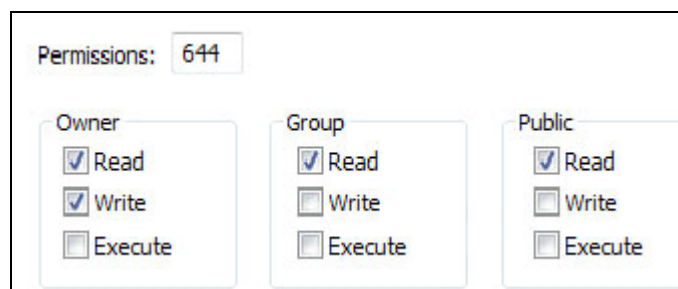 Permissions: 644
Owner Group Public
Read Read Read
Write Write Write
Execute Execute Execute